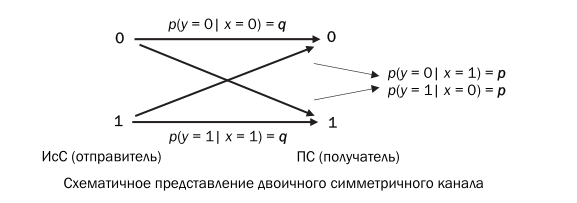 p(y = 0| x = 0) = q
0
0
p(y = 0| x = 1) = p
p(y = 1| x = 0) = p
1
1
p(y = 1| x = 1) = q
ИсС (отправитель)
ПС (получатель)
Схематичное представление двоичного симметричного канала